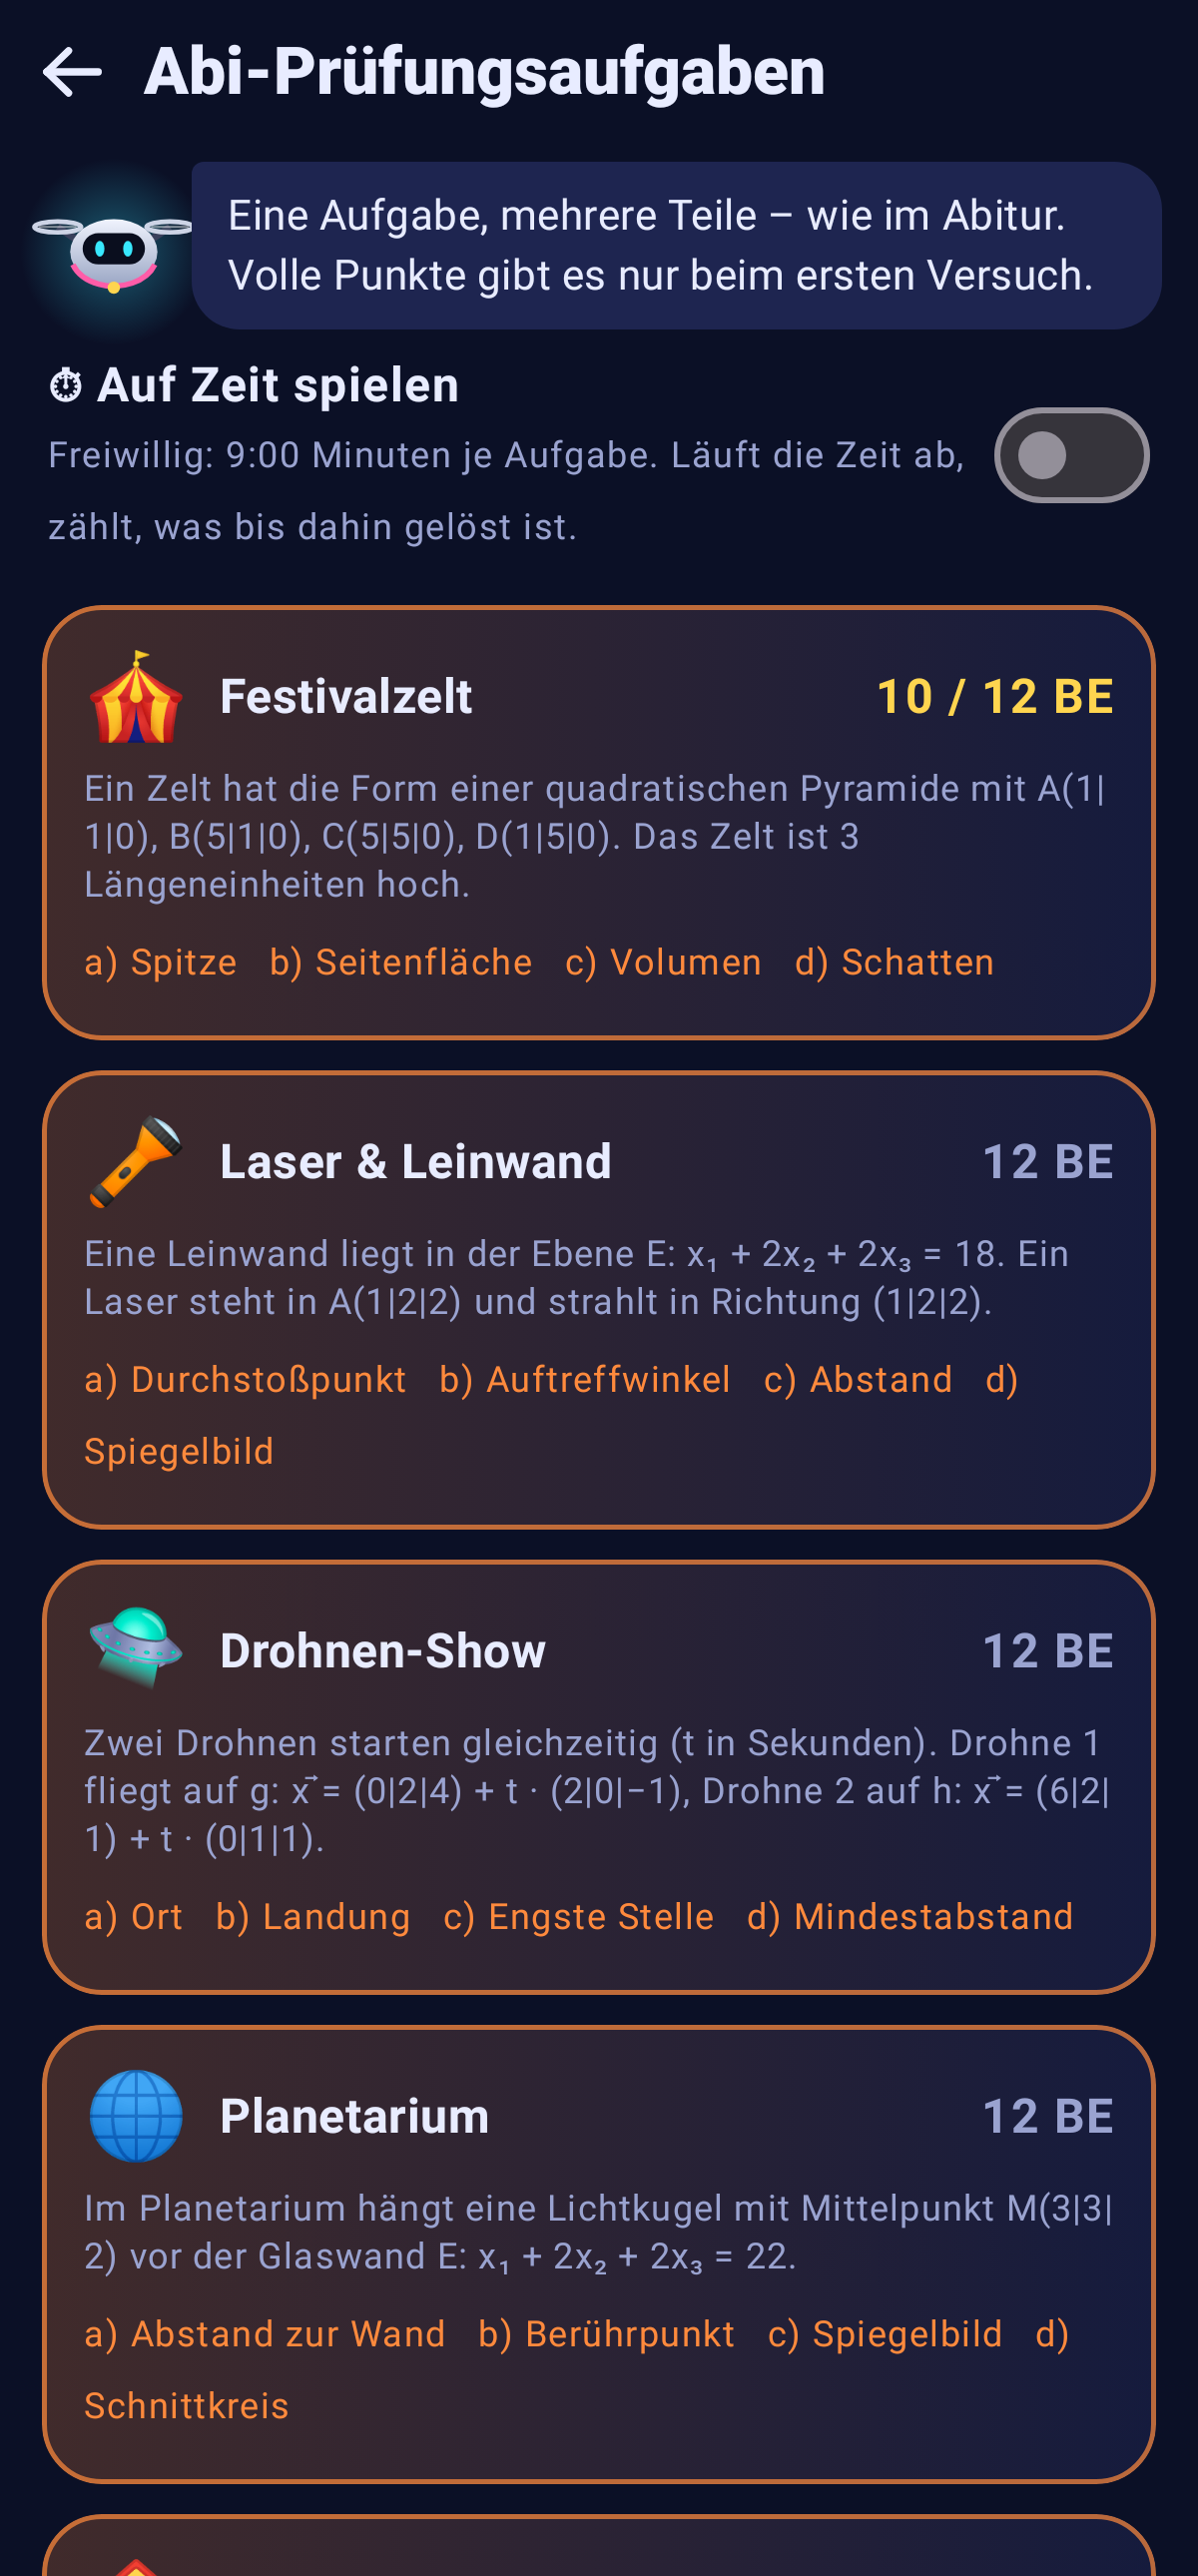 Abi-Prüfungsaufgaben
Eine Aufgabe, mehrere Teile – wie im Abitur.
Volle Punkte gibt es nur beim ersten Versuch.
⏱ Auf Zeit spielen
Freiwillig: 9:00 Minuten je Aufgabe. Läuft die Zeit ab,
zählt, was bis dahin gelöst ist.
Festivalzelt 10 / 12 BE
Ein Zelt hat die Form einer quadratischen Pyramide mit A(1|
1|0), B(5|1|0), C(5|5|0), D(1|5|0). Das Zelt ist 3
Längeneinheiten hoch.
a) Spitze b) Seitenfläche c) Volumen d) Schatten
Laser & Leinwand 12 BE
Eine Leinwand liegt in der Ebene E: x₁ + 2x₂ + 2x₃ = 18. Ein
Laser steht in A(1|2|2) und strahlt in Richtung (1|2|2).
a) Durchstoßpunkt b) Auftreffwinkel c) Abstand d)
Spiegelbild
Drohnen-Show 12 BE
Zwei Drohnen starten gleichzeitig (t in Sekunden). Drohne 1
fliegt auf g: x⃗ = (0|2|4) + t · (2|0|−1), Drohne 2 auf h: x⃗ = (6|2|
1) + t · (0|1|1).
a) Ort b) Landung c) Engste Stelle d) Mindestabstand
Planetarium 12 BE
Im Planetarium hängt eine Lichtkugel mit Mittelpunkt M(3|3|
2) vor der Glaswand E: x₁ + 2x₂ + 2x₃ = 22.
a) Abstand zur Wand b) Berührpunkt c) Spiegelbild d)
Schnittkreis